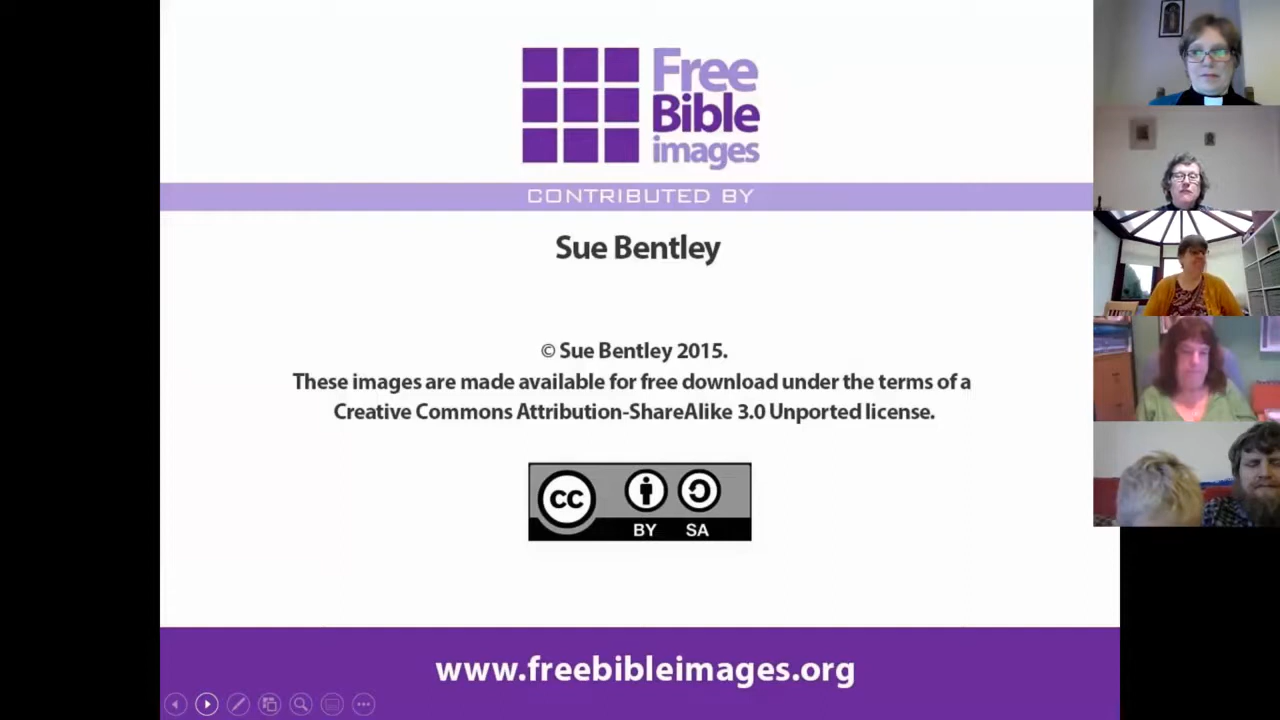 Free
Bible
images
CONTRIBUTED BY
Sue Bentley
© Sue Bentley 2015.
These images are made available for free download under the terms of a
Creative Commons Attribution-ShareAlike 3.0 Unported license.
CC BY SA
www.freebibleimages.org